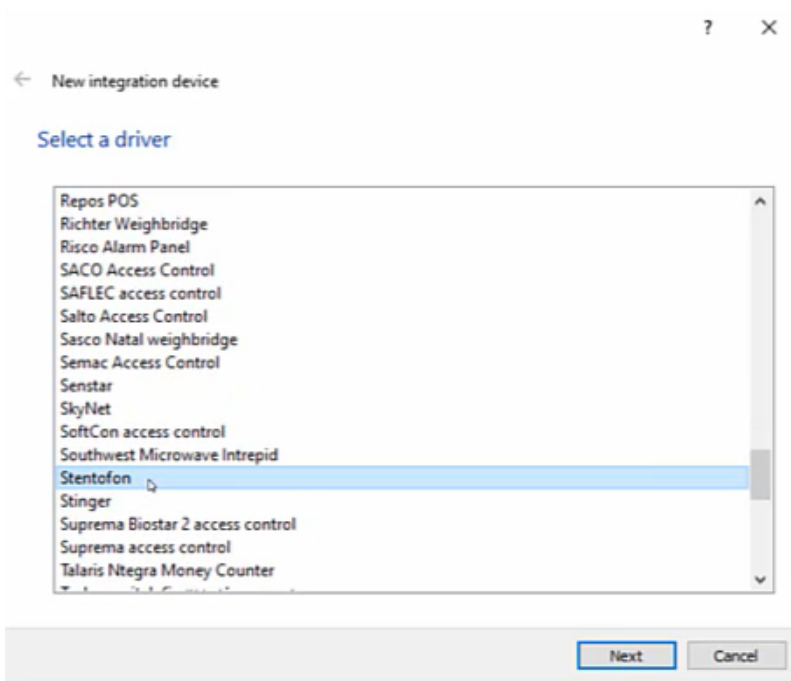 ?
New integration device
Select a driver
Repos POS
Richter Weighbridge
Risco Alarm Panel
SACO Access Control
SAFLEC access control
Salto Access Control
Sasco Natal weighbridge
Semac Access Control
Senstar
SkyNet
SoftCon access control
Southwest Microwave Intrepid
Stentofon
Stinger
Suprema Biostar 2 access control
Suprema access control
Talaris Ntegra Money Counter
Next Cancel